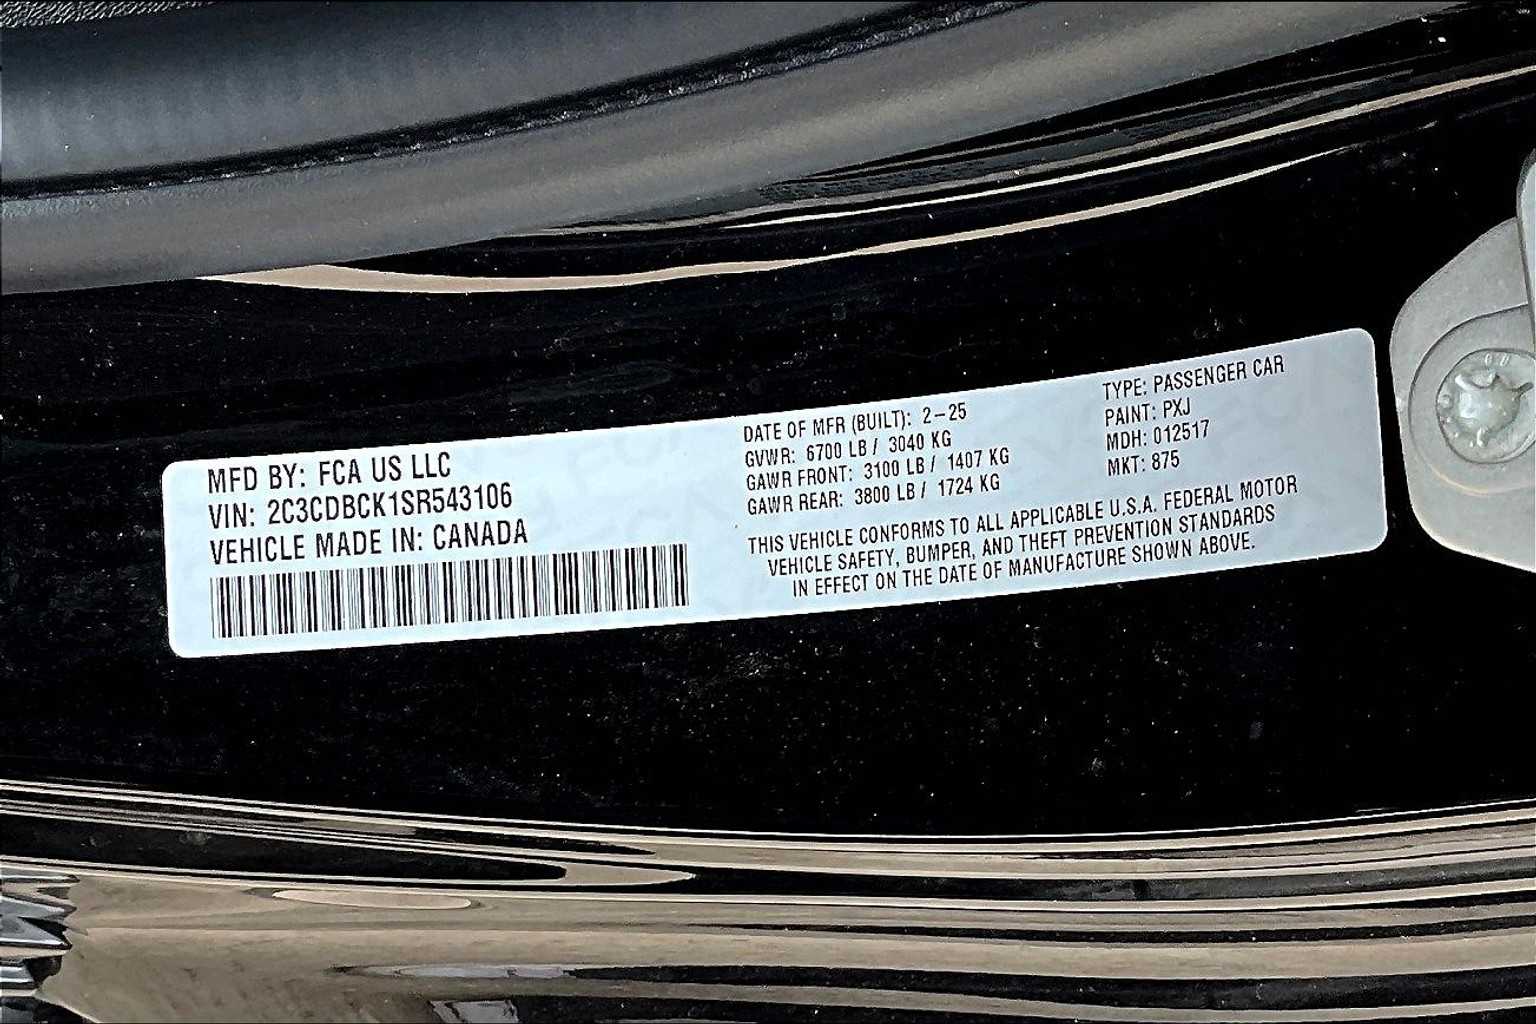 MFD BY: FCA US LLC
VIN: 2C3CDBCK1SR543106
VEHICLE MADE IN: CANADA
DATE OF MFR (BUILT): 2-25
GVWR: 6700 LB / 3040 KG
GAWR FRONT: 3100 LB / 1407 KG
GAWR REAR: 3800 LB / 1724 KG
TYPE: PASSENGER CAR
PAINT: PXJ
MDH: 012517
MKT: 875
THIS VEHICLE CONFORMS TO ALL APPLICABLE U.S.A. FEDERAL MOTOR
VEHICLE SAFETY, BUMPER, AND THEFT PREVENTION STANDARDS
IN EFFECT ON THE DATE OF MANUFACTURE SHOWN ABOVE.